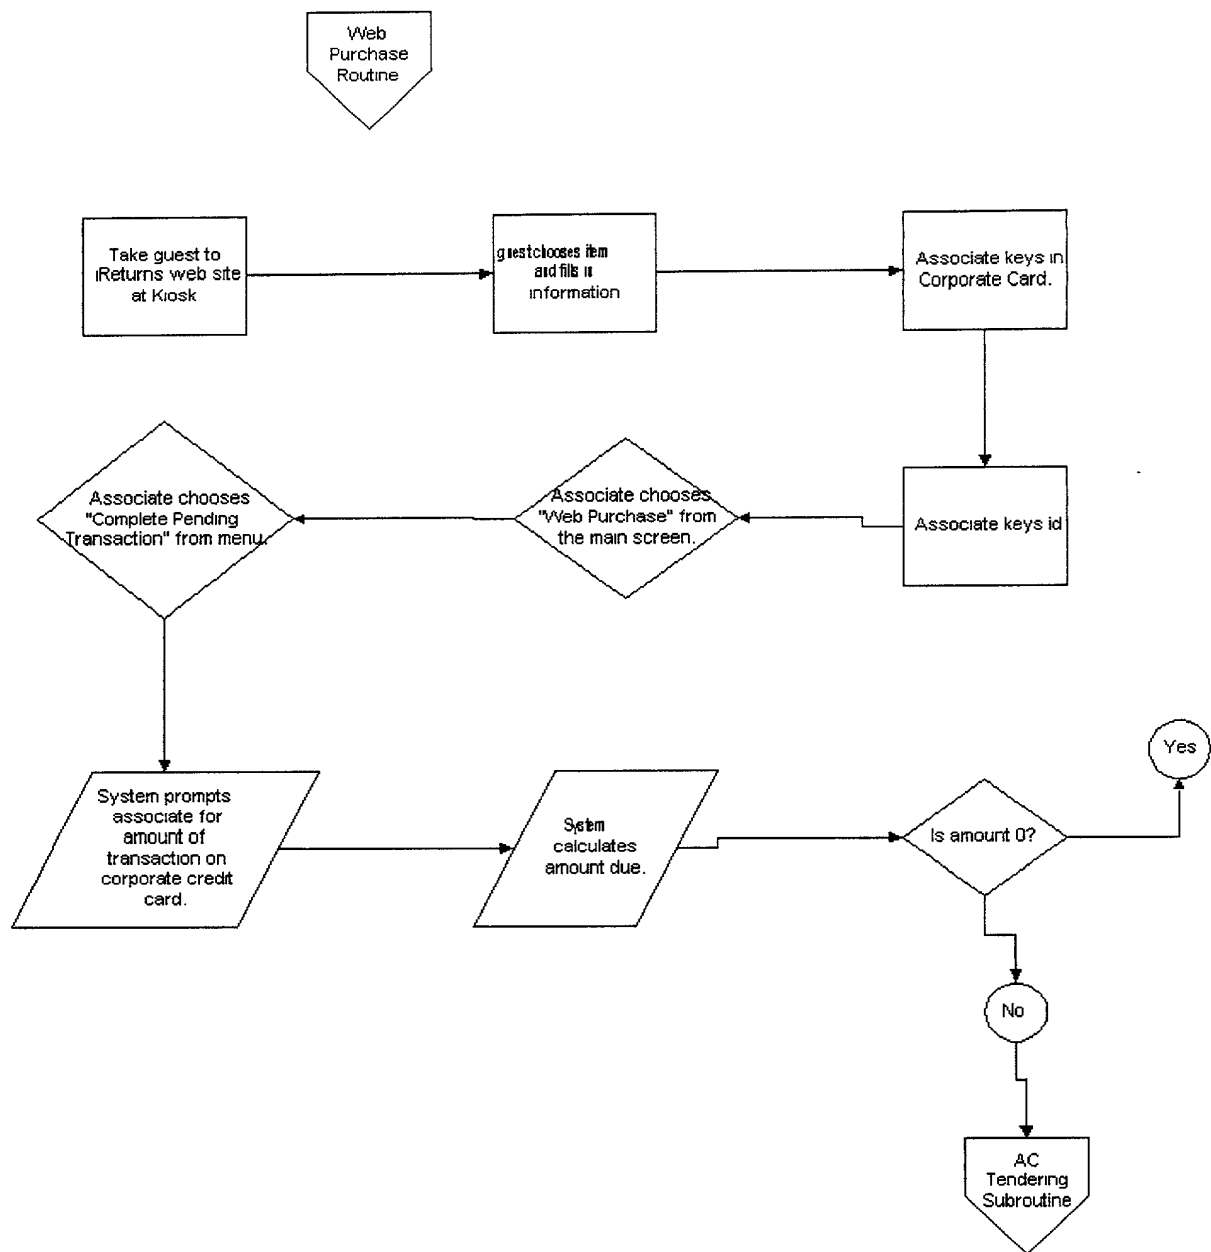 Web
Purchase
Routine
Take guest to
iReturns web site
at Kiosk
guest chooses item
and fills in
information
Associate keys in
Corporate Card.
Associate chooses
"Complete Pending
Transaction" from menu.
Associate chooses
"Web Purchase" from
the main screen.
Associate keys id
System prompts
associate for
amount of
transaction on
corporate credit
card.
System
calculates
amount due.
Is amount 0?
Yes
No
AC
Tendering
Subroutine